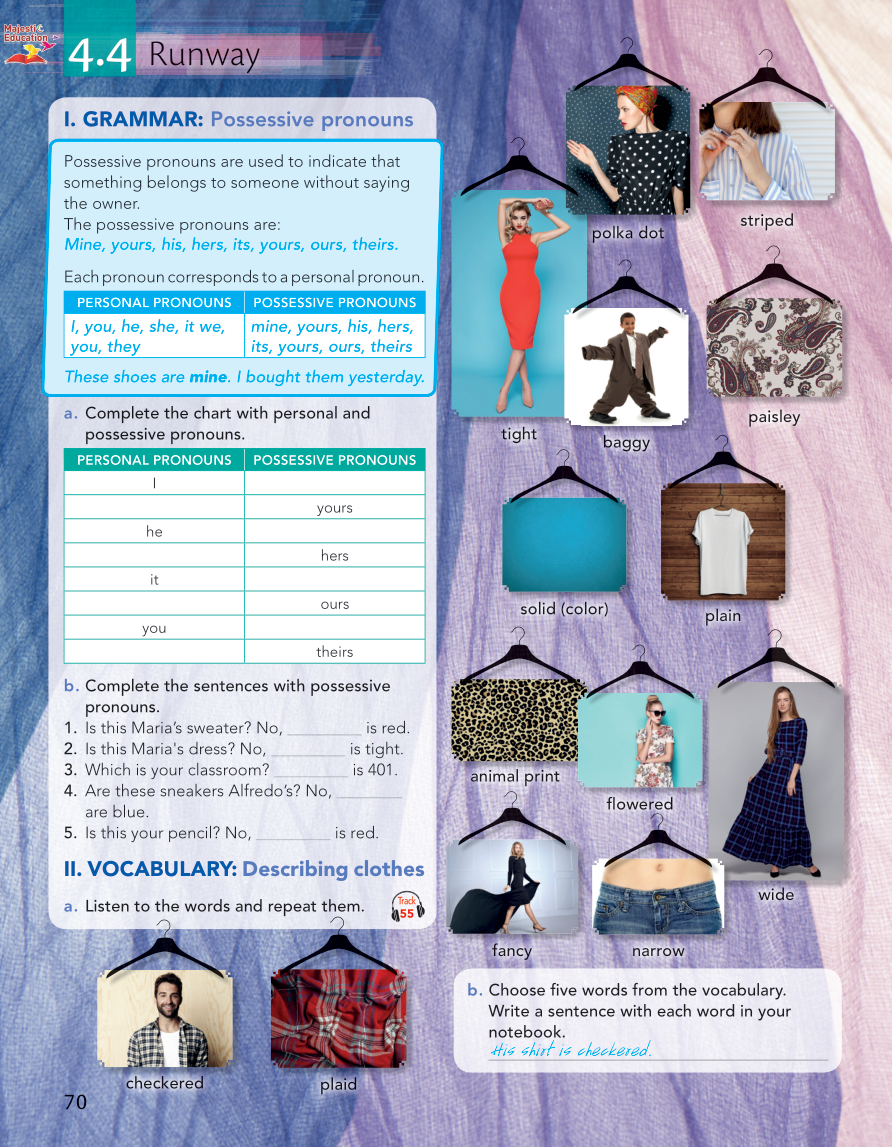 Majestic
Education
4.4 Runway
I. GRAMMAR: Possessive pronouns
Possessive pronouns are used to indicate that
something belongs to someone without saying
the owner.
The possessive pronouns are:
Mine, yours, his, hers, its, yours, ours, theirs.
Each pronoun corresponds to a personal pronoun.
PERSONAL PRONOUNS POSSESSIVE PRONOUNS
I, you, he, she, it we, mine, yours, his, hers,
you, they its, yours, ours, theirs
These shoes are mine. I bought them yesterday.
a. Complete the chart with personal and
possessive pronouns.
PERSONAL PRONOUNS POSSESSIVE PRONOUNS
I
yours
he
hers
it
ours
you
theirs
b. Complete the sentences with possessive
pronouns.
1. Is this Maria’s sweater? No, _________ is red.
2. Is this Maria's dress? No, _________ is tight.
3. Which is your classroom? _________ is 401.
4. Are these sneakers Alfredo’s? No, ________
are blue.
5. Is this your pencil? No, _________ is red.
II. VOCABULARY: Describing clothes
a. Listen to the words and repeat them.
Track
55
checkered
plaid
polka dot
striped
tight
baggy
paisley
solid (color)
plain
animal print
flowered
wide
fancy
narrow
b. Choose five words from the vocabulary.
Write a sentence with each word in your
notebook.
His shirt is checkered.
70